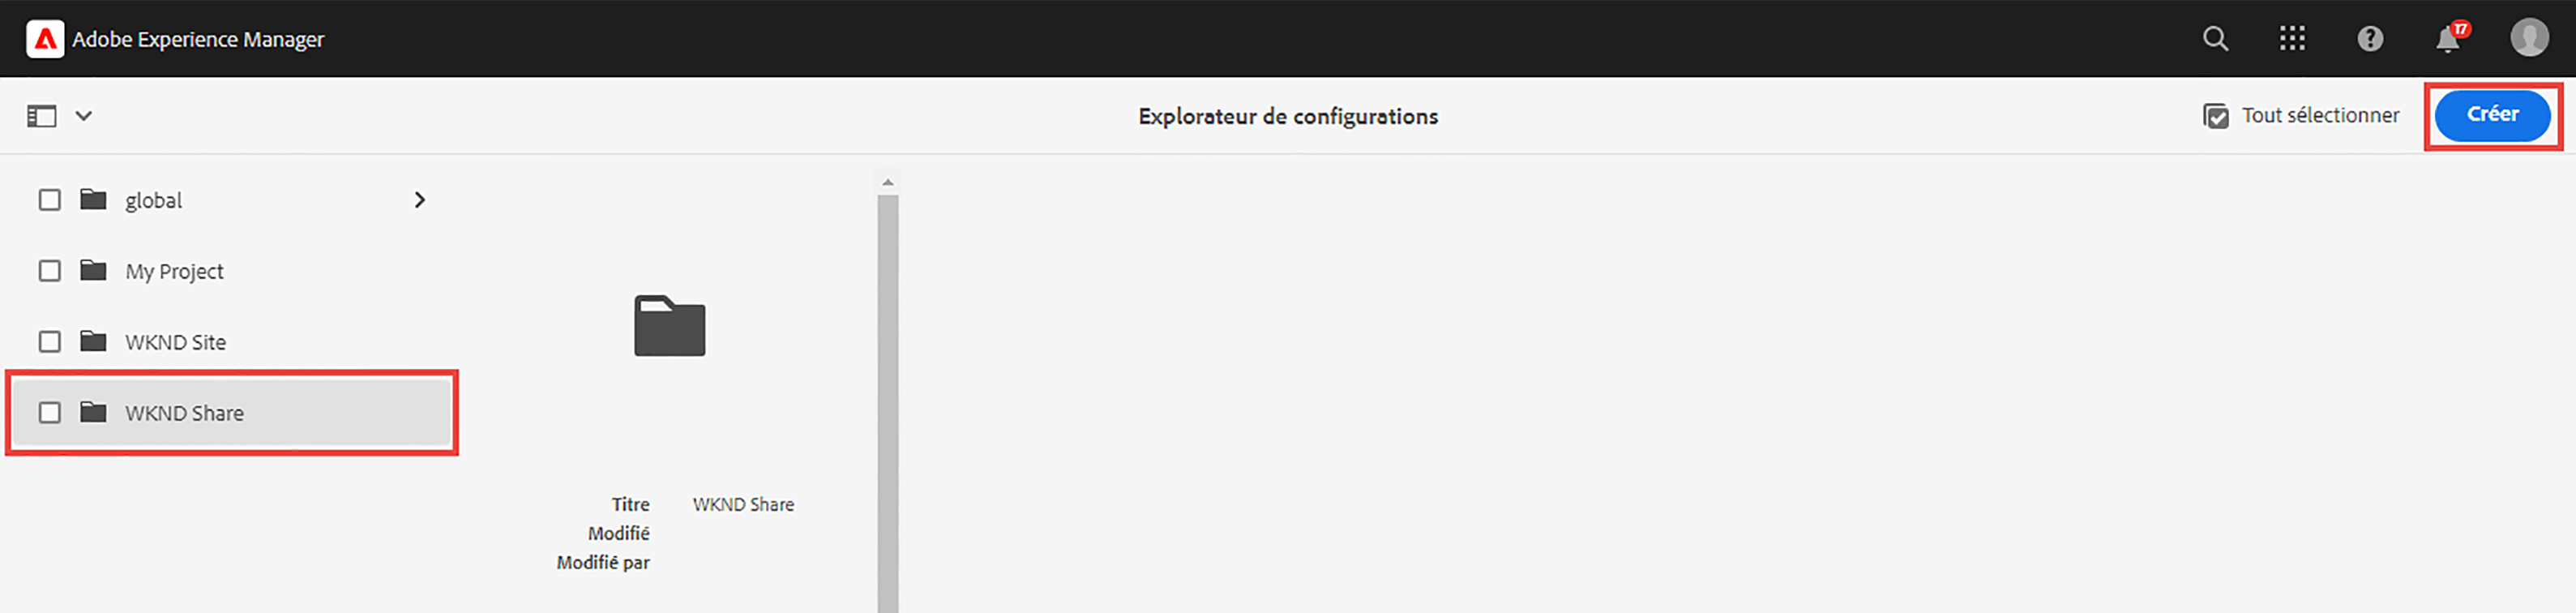 Adobe Experience Manager
17
Explorateur de configurations
Tout sélectionner
Créer
global
My Project
WKND Site
WKND Share
Titre WKND Share
Modifié
Modifié par